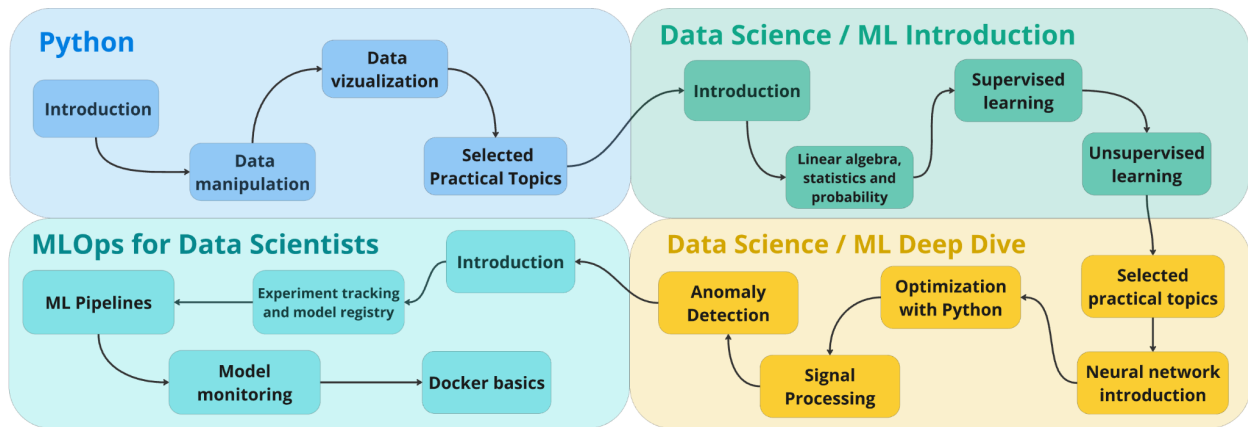 Python
Introduction
Data
manipulation
Data
vizualization
Selected
Practical Topics
Data Science / ML Introduction
Introduction
Linear algebra,
statistics and
probability
Supervised
learning
Unsupervised
learning
Data Science / ML Deep Dive
Selected
practical topics
Neural network
introduction
Optimization
with Python
Signal
Processing
Anomaly
Detection
MLOps for Data Scientists
Introduction
Experiment tracking
and model registry
ML Pipelines
Model
monitoring
Docker basics